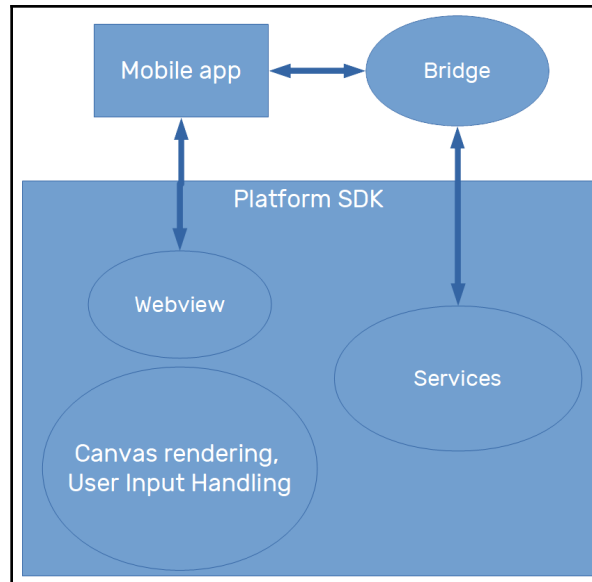 Mobile app
Bridge
Platform SDK
Webview
Services
Canvas rendering,
User Input Handling